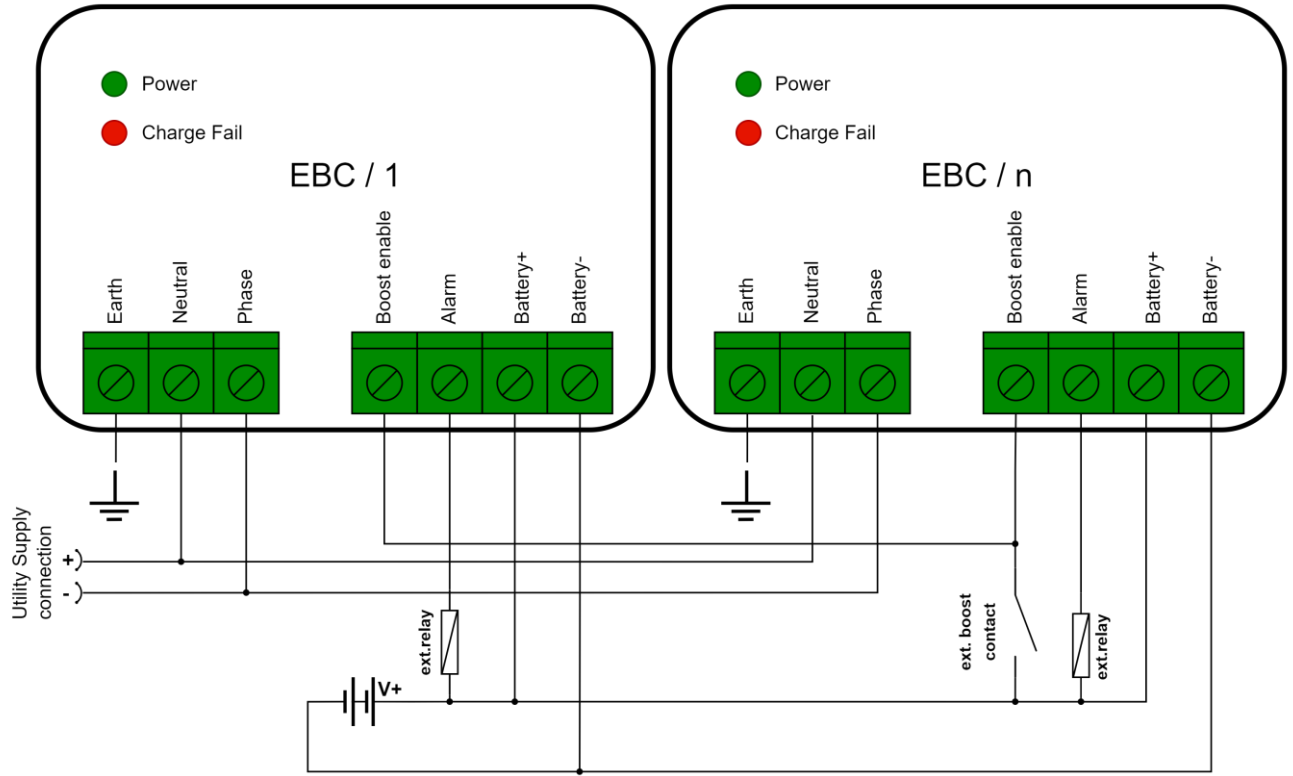 Power
Charge Fail
EBC / 1
Earth
Neutral
Phase
Boost enable
Alarm
Battery+
Battery-
Power
Charge Fail
EBC / n
Earth
Neutral
Phase
Boost enable
Alarm
Battery+
Battery-
Utility Supply
connection
+
-
ext.relay
V+
ext. boost
contact
ext.relay